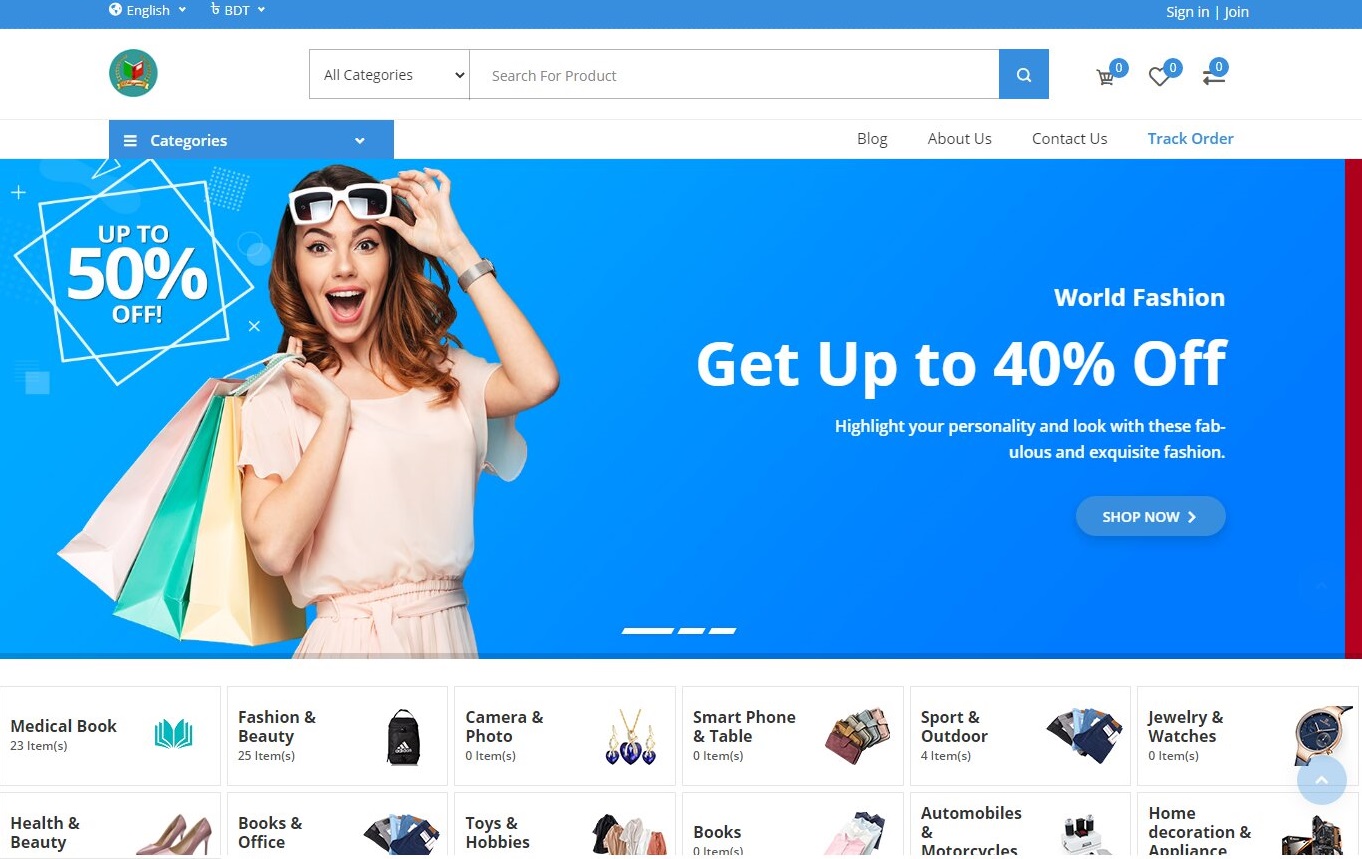 English
৳ BDT
Sign in | Join
All Categories
Search For Product
0
0
0
Categories
Blog
About Us
Contact Us
Track Order
UP TO
50%
OFF!
World Fashion
Get Up to 40% Off
Highlight your personality and look with these fab-
ulous and exquisite fashion.
SHOP NOW
Medical Book
23 Item(s)
Fashion &
Beauty
25 Item(s)
adidas
Camera &
Photo
0 Item(s)
Smart Phone
& Table
0 Item(s)
Sport &
Outdoor
4 Item(s)
Jewelry &
Watches
0 Item(s)
Health &
Beauty
Books &
Office
Toys &
Hobbies
Books
0 Item(s)
Automobiles
&
Motorcycles
Home
decoration &
Appliance